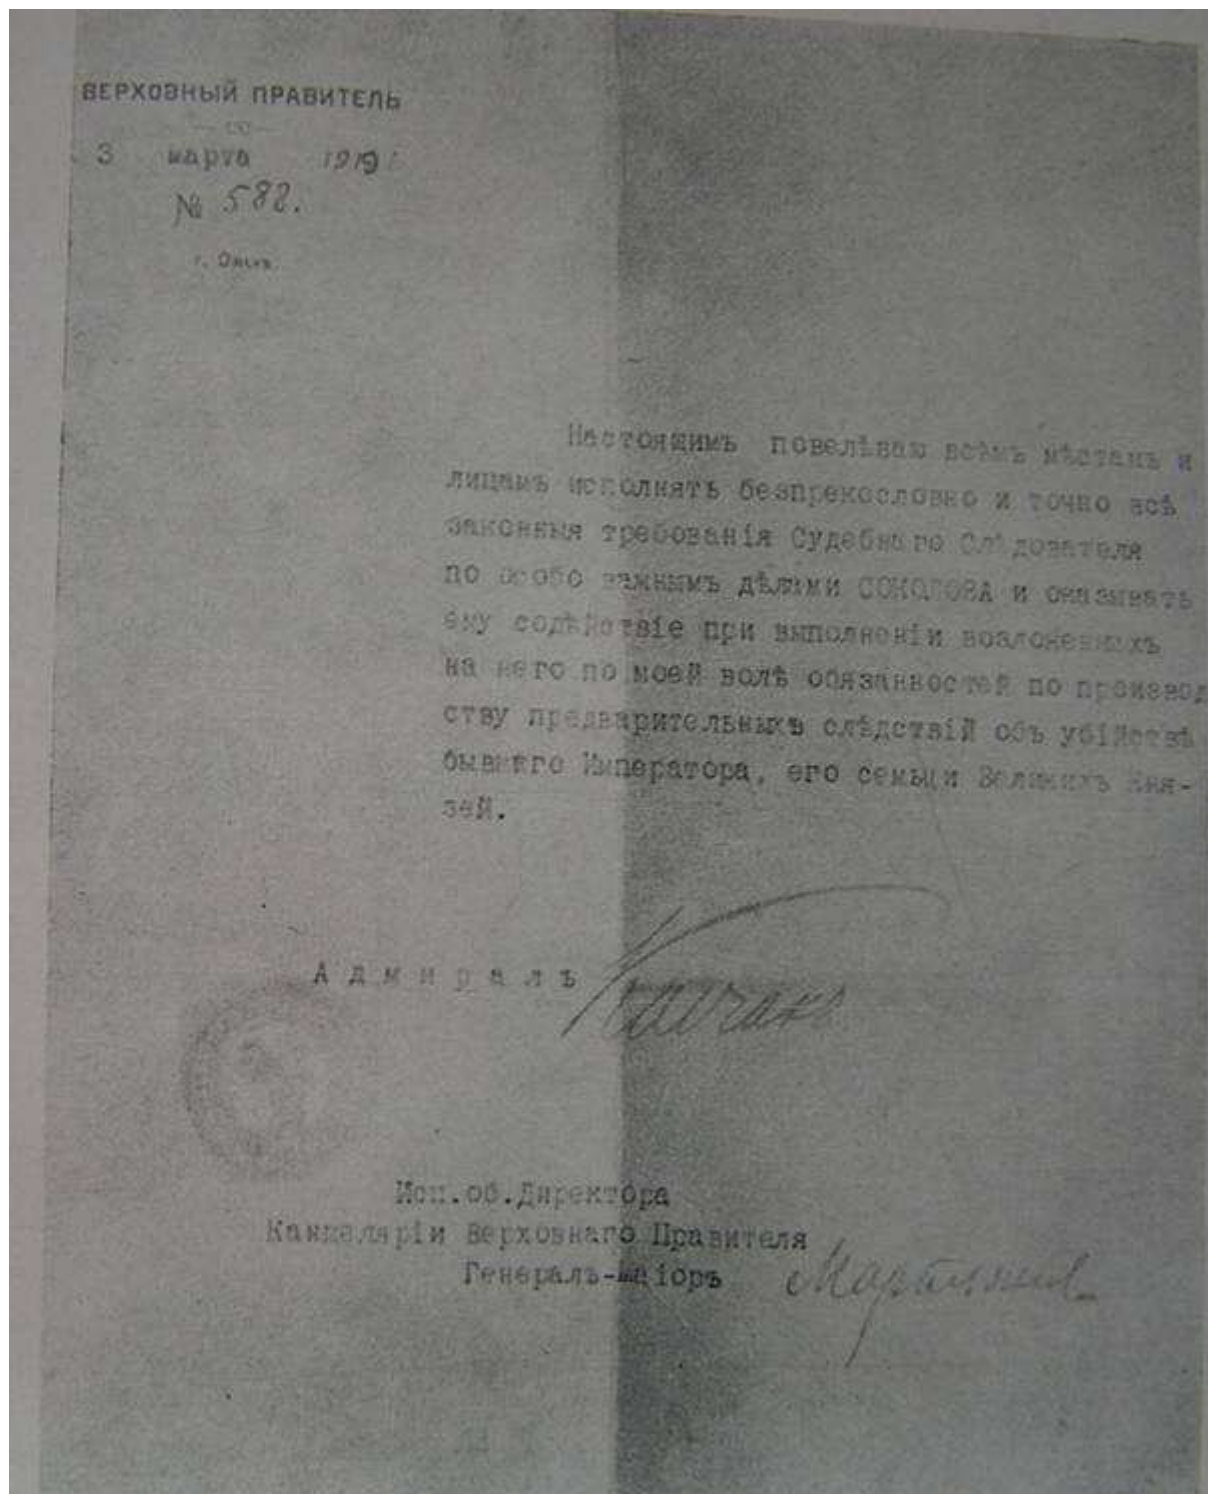 ВЕРХОВНЫЙ ПРАВИТЕЛЬ
3 марта 1919
№ 582.
г. Омскъ.
Настоящимъ повелѣваю всѣмъ мѣстамъ и
лицамъ исполнять безпрекословно и точно всѣ
законныя требованія Судебнаго Слѣдователя
по особо важнымъ дѣлами СОКОЛОВА и оказывать
ему содѣйствіе при выполненіи возложенныхъ
на него по моей волѣ обязанностей по производ
ству предварительныхъ слѣдствій объ убійствѣ
бывшего Императора, его семьи и Великихъ Кня-
зей.
Адмиралъ Колчакъ
Исп.об.Директора
Канцеляріи Верховнаго Правителя
Генералъ-маіоръ Мартьянов